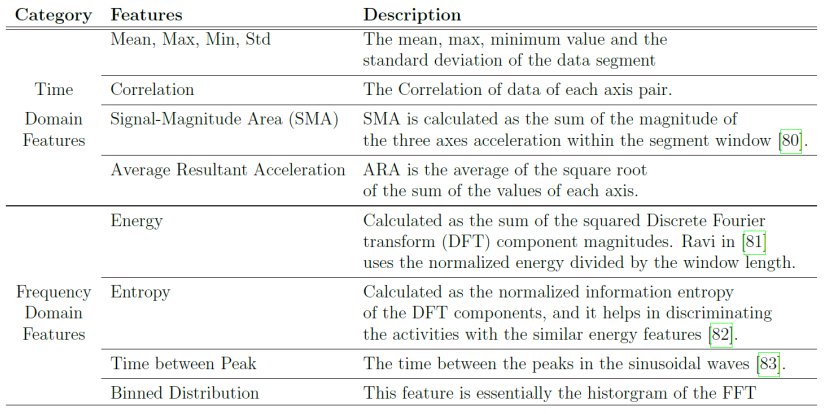 Category Features Description
Mean, Max, Min, Std The mean, max, minimum value and the
standard deviation of the data segment
Time Correlation The Correlation of data of each axis pair.
Domain Signal-Magnitude Area (SMA) SMA is calculated as the sum of the magnitude of
Features the three axes acceleration within the segment window [80].
Average Resultant Acceleration ARA is the average of the square root
of the sum of the values of each axis.
Energy Calculated as the sum of the squared Discrete Fourier
transform (DFT) component magnitudes. Ravi in [81]
uses the normalized energy divided by the window length.
Frequency Entropy Calculated as the normalized information entropy
Domain of the DFT components, and it helps in discriminating
Features the activities with the similar energy features [82].
Time between Peak The time between the peaks in the sinusoidal waves [83].
Binned Distribution This feature is essentially the historgram of the FFT